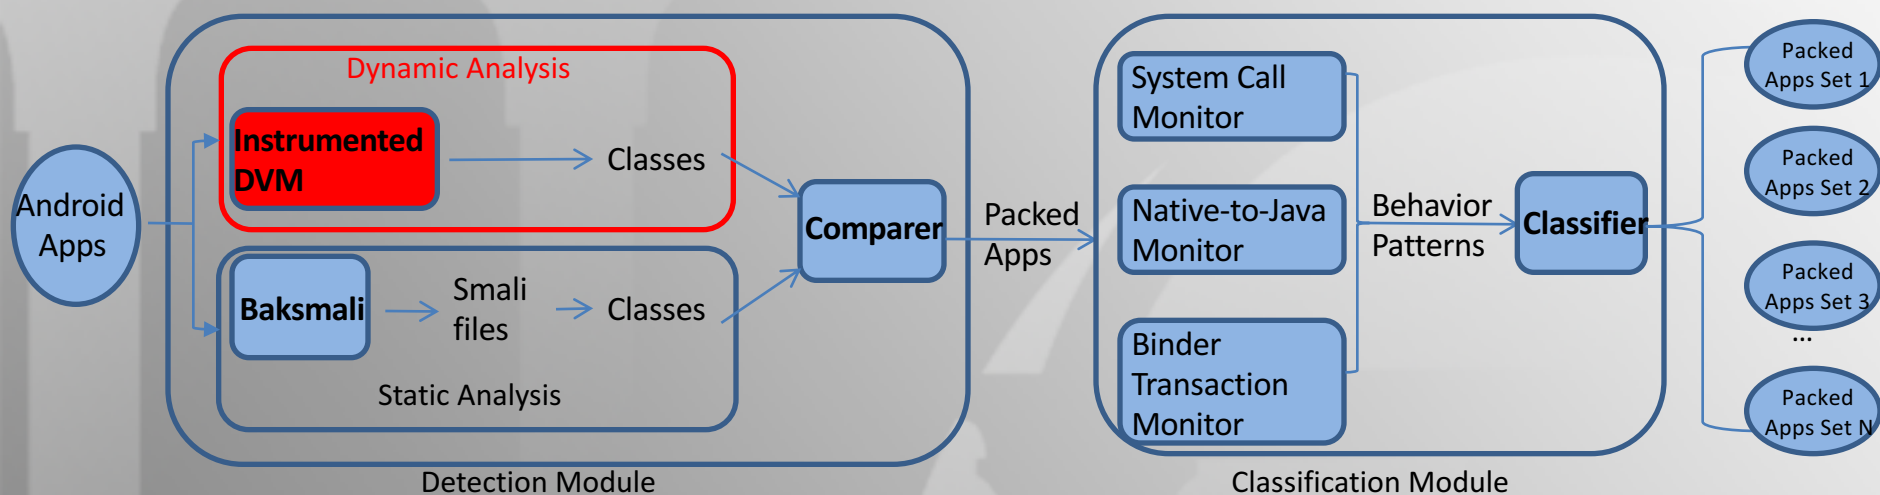 Android
Apps
Dynamic Analysis
Instrumented
DVM
Classes
Baksmali
Smali
files
Classes
Static Analysis
Comparer
Detection Module
Packed
Apps
System Call
Monitor
Native-to-Java
Monitor
Binder
Transaction
Monitor
Behavior
Patterns
Classifier
Classification Module
Packed
Apps Set 1
Packed
Apps Set 2
Packed
Apps Set 3
...
Packed
Apps Set N